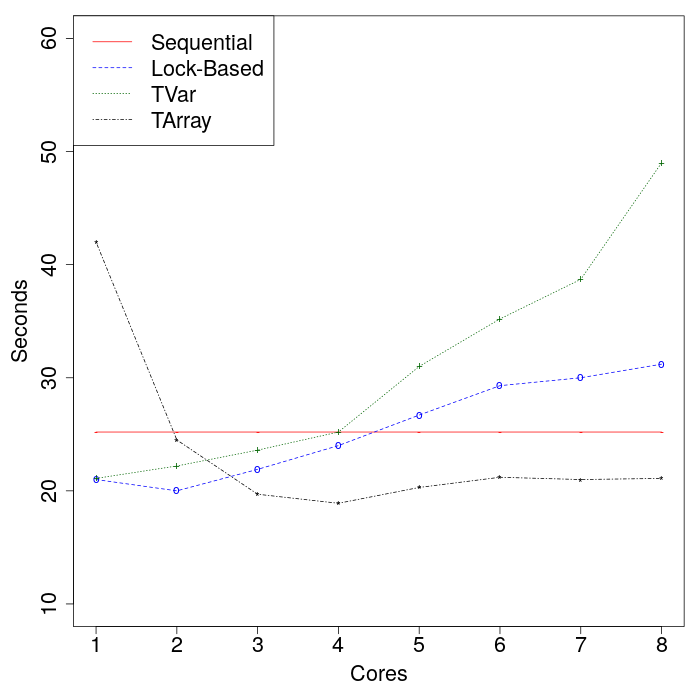 Sequential
Lock-Based
TVar
TArray
60
50
40
30
20
10
Seconds
1 2 3 4 5 6 7 8
Cores